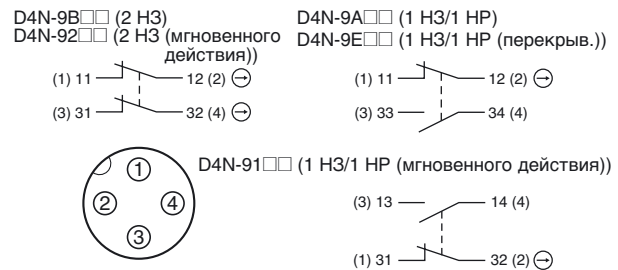 D4N-9B□□ (2 НЗ)
D4N-92□□ (2 НЗ (мгновенного
действия))
(1) 11 12 (2)
(3) 31 32 (4)
D4N-9A□□ (1 НЗ/1 НР)
D4N-9E□□ (1 НЗ/1 НР (перекрыв.))
(1) 11 12 (2)
(3) 33 34 (4)
1
2
4
3
D4N-91□□ (1 НЗ/1 НР (мгновенного действия))
(3) 13 14 (4)
(1) 31 32 (2)